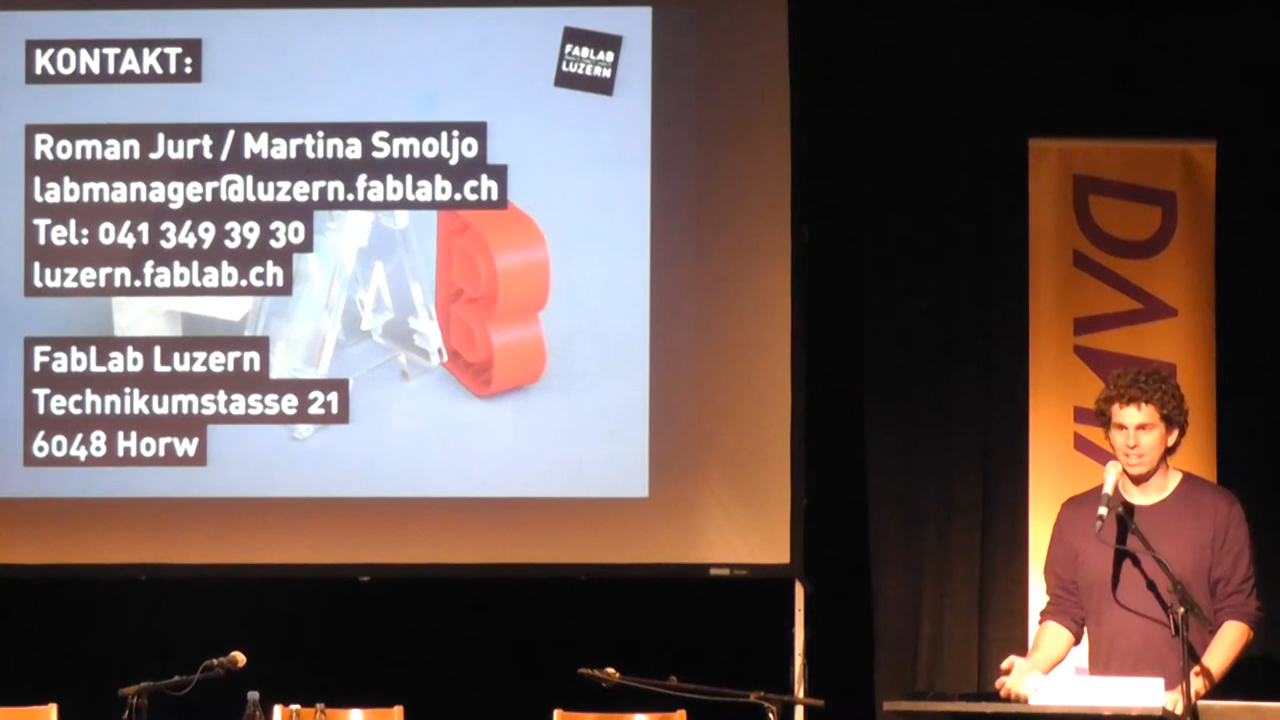 KONTAKT:
FABLAB
LUZERN
Roman Jurt / Martina Smoljo
labmanager@luzern.fablab.ch
Tel: 041 349 39 30
luzern.fablab.ch
FabLab Luzern
Technikumstasse 21
6048 Horw